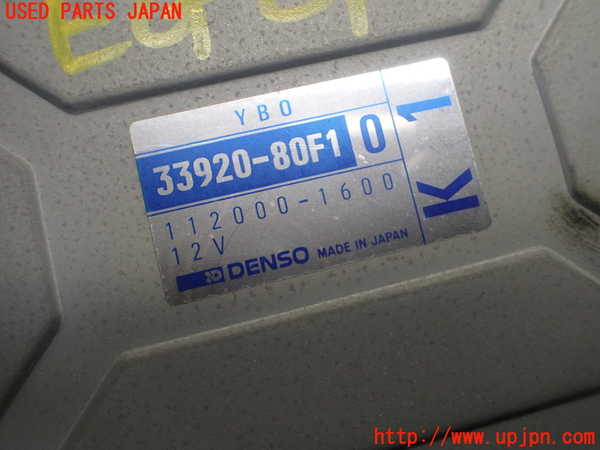 USED PARTS JAPAN
YBO
33920-80F1 0
K1
112000-1600
12V
DENSO MADE IN JAPAN
http://www.upjpn.com